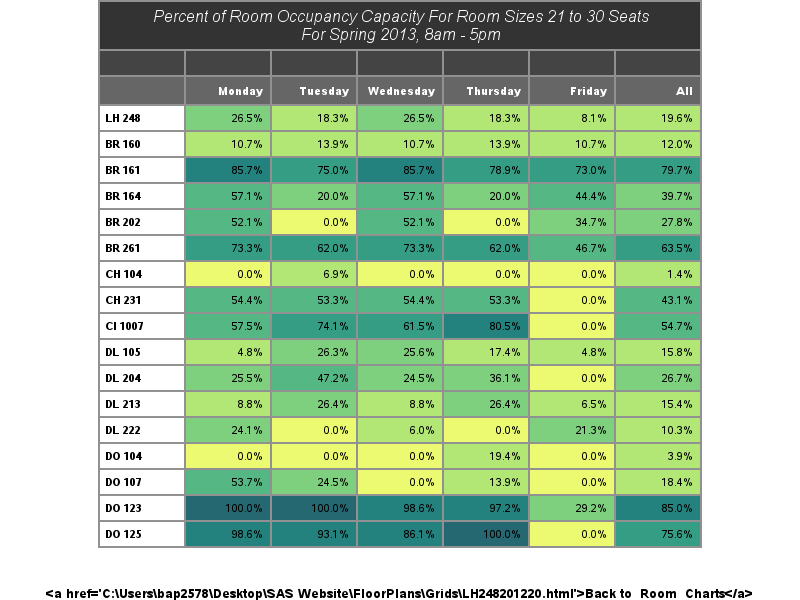 Percent of Room Occupancy Capacity For Room Sizes 21 to 30 Seats
For Spring 2013, 8am - 5pm
Monday Tuesday Wednesday Thursday Friday All
LH 248 26.5% 18.3% 26.5% 18.3% 8.1% 19.6%
BR 160 10.7% 13.9% 10.7% 13.9% 10.7% 12.0%
BR 161 85.7% 75.0% 85.7% 78.9% 73.0% 79.7%
BR 164 57.1% 20.0% 57.1% 20.0% 44.4% 39.7%
BR 202 52.1% 0.0% 52.1% 0.0% 34.7% 27.8%
BR 261 73.3% 62.0% 73.3% 62.0% 46.7% 63.5%
CH 104 0.0% 6.9% 0.0% 0.0% 0.0% 1.4%
CH 231 54.4% 53.3% 54.4% 53.3% 0.0% 43.1%
CI 1007 57.5% 74.1% 61.5% 80.5% 0.0% 54.7%
DL 105 4.8% 26.3% 25.6% 17.4% 4.8% 15.8%
DL 204 25.5% 47.2% 24.5% 36.1% 0.0% 26.7%
DL 213 8.8% 26.4% 8.8% 26.4% 6.5% 15.4%
DL 222 24.1% 0.0% 6.0% 0.0% 21.3% 10.3%
DO 104 0.0% 0.0% 0.0% 19.4% 0.0% 3.9%
DO 107 53.7% 24.5% 0.0% 13.9% 0.0% 18.4%
DO 123 100.0% 100.0% 98.6% 97.2% 29.2% 85.0%
DO 125 98.6% 93.1% 86.1% 100.0% 0.0% 75.6%
<a href='C:\Users\bap2578\Desktop\SAS Website\FloorPlans\Grids\LH248201220.html'>Back to Room Charts</a>